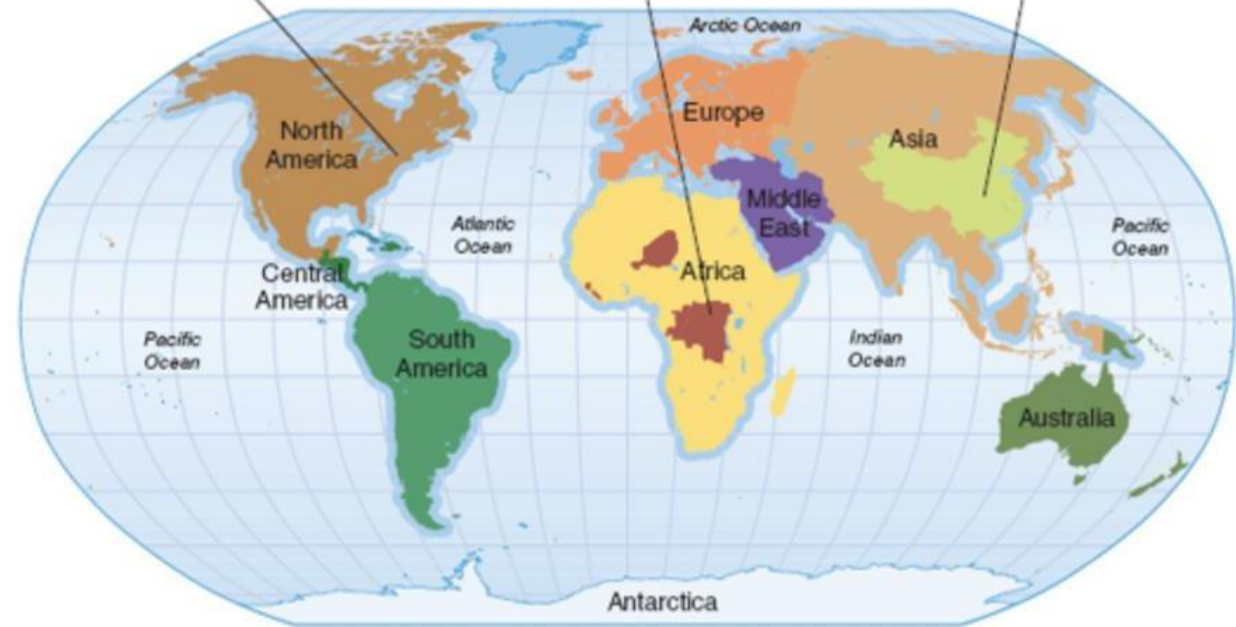 Arctic Ocean
Europe
North
America
Asia
Middle
East
Atlantic
Ocean
Pacific
Ocean
Africa
Central
America
Pacific
Ocean
South
America
Indian
Ocean
Australia
Antarctica